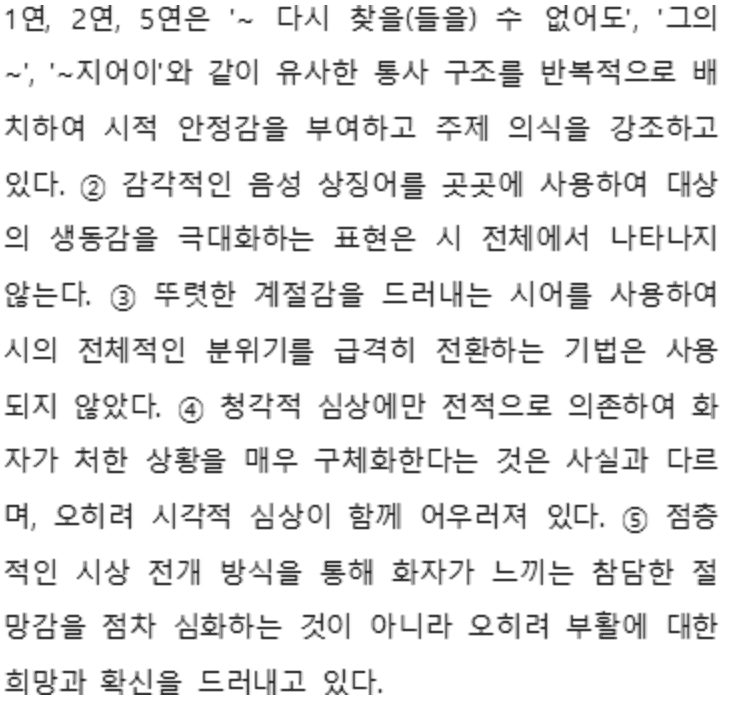 1연, 2연, 5연은 '~ 다시 찾을(들을) 수 없어도', '그의
~', '~지어이'와 같이 유사한 통사 구조를 반복적으로 배
치하여 시적 안정감을 부여하고 주제 의식을 강조하고
있다. ② 감각적인 음성 상징어를 곳곳에 사용하여 대상
의 생동감을 극대화하는 표현은 시 전체에서 나타나지
않는다. ③ 뚜렷한 계절감을 드러내는 시어를 사용하여
시의 전체적인 분위기를 급격히 전환하는 기법은 사용
되지 않았다. ④ 청각적 심상에만 전적으로 의존하여 화
자가 처한 상황을 매우 구체화한다는 것은 사실과 다르
며, 오히려 시각적 심상이 함께 어우러져 있다. ⑤ 점층
적인 시상 전개 방식을 통해 화자가 느끼는 참담한 절
망감을 점차 심화하는 것이 아니라 오히려 부활에 대한
희망과 확신을 드러내고 있다.